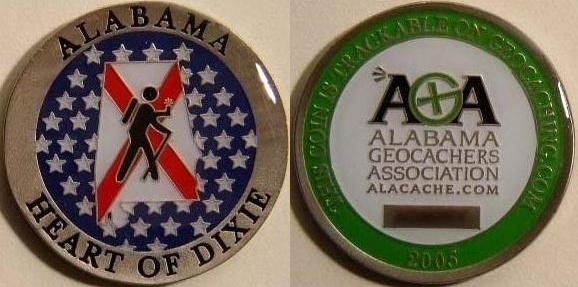 ALABAMA
HEART OF DIXIE
THIS COIN IS TRACKABLE ON GEOCACHING.COM
AGA
ALABAMA
GEOCACHERS
ASSOCIATION
ALACACHE.COM
2005